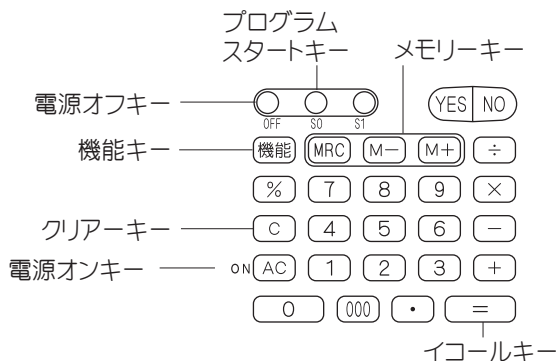 プログラム
スタートキー
メモリーキー
電源オフキー
YES NO
OFF S0 S1
機能キー
機能 MRC M− M+ ÷
% 7 8 9 ×
クリアーキー
C 4 5 6 −
電源オンキー
ON AC 1 2 3 +
0 000 • =
イコールキー